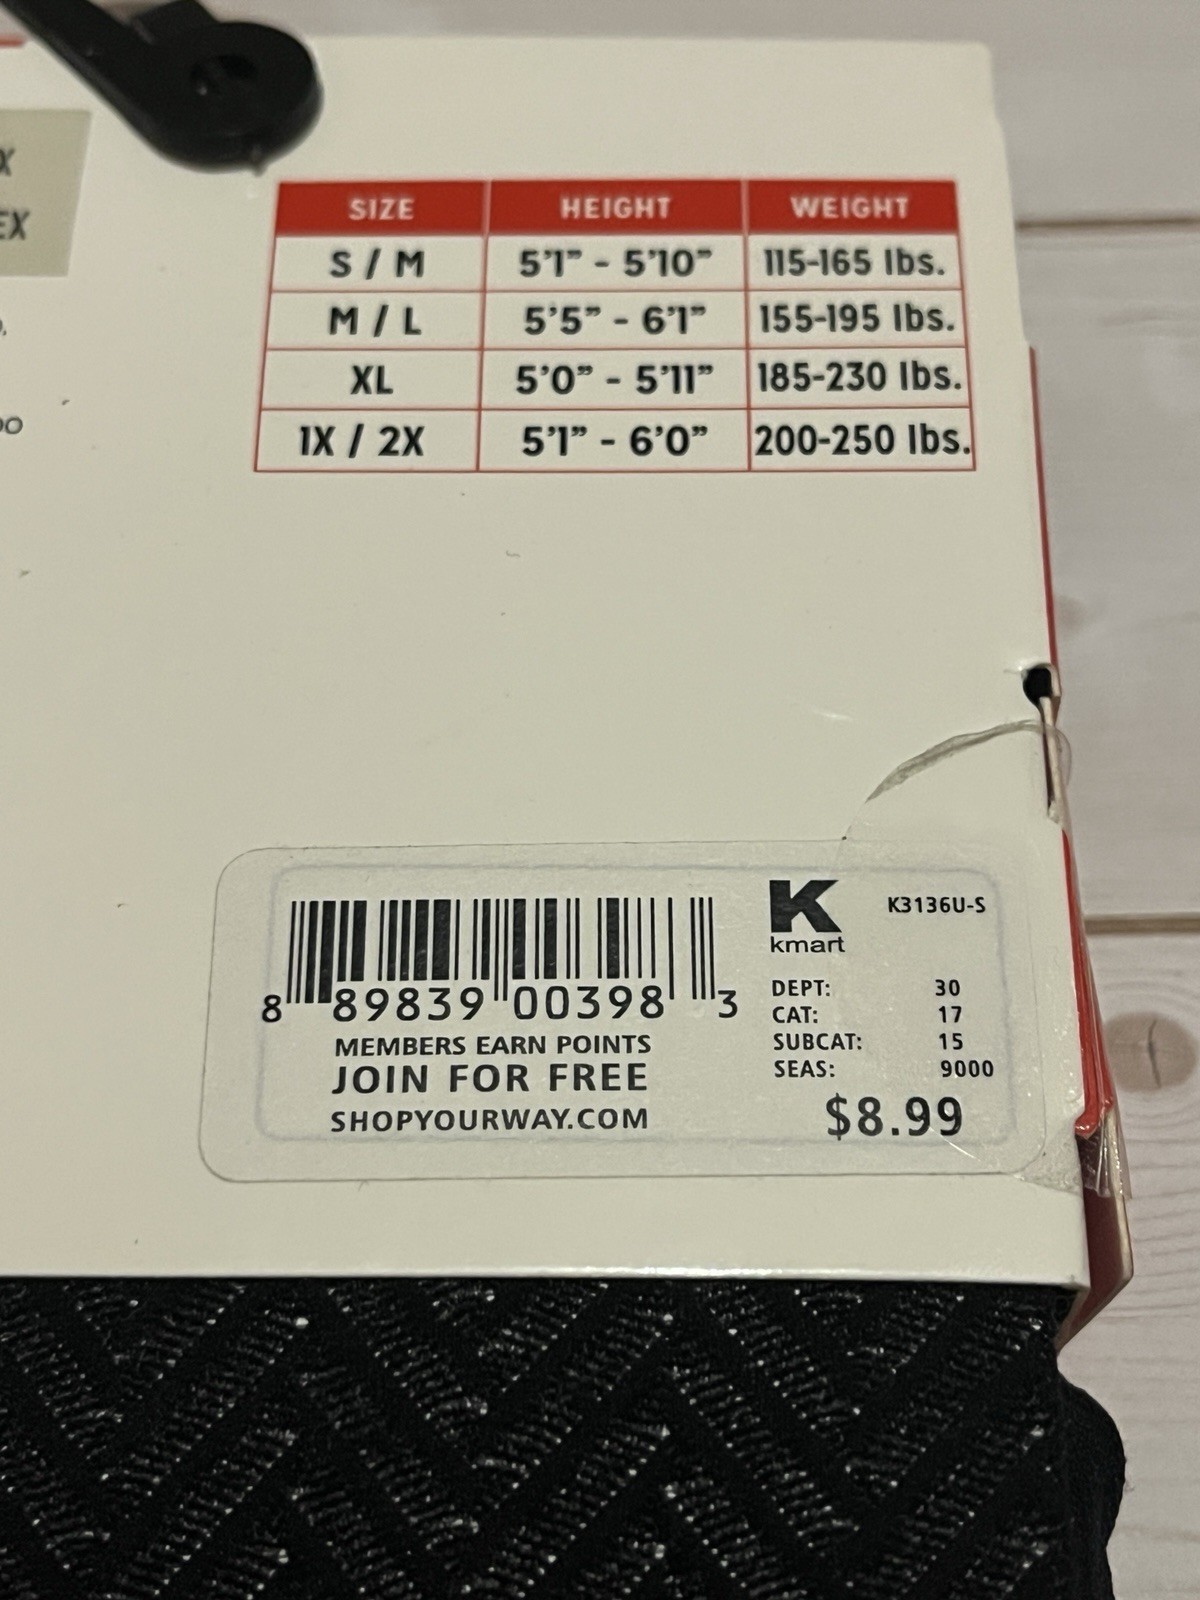 X
EX
SIZE HEIGHT WEIGHT
S / M 5'1" - 5'10" 115-165 lbs.
M / L 5'5" - 6'1" 155-195 lbs.
XL 5'0" - 5'11" 185-230 lbs.
1X / 2X 5'1" - 6'0" 200-250 lbs.
8 89839 00398 3
MEMBERS EARN POINTS
JOIN FOR FREE
SHOPYOURWAY.COM
K
kmart
K3136U-S
DEPT: 30
CAT: 17
SUBCAT: 15
SEAS: 9000
$8.99